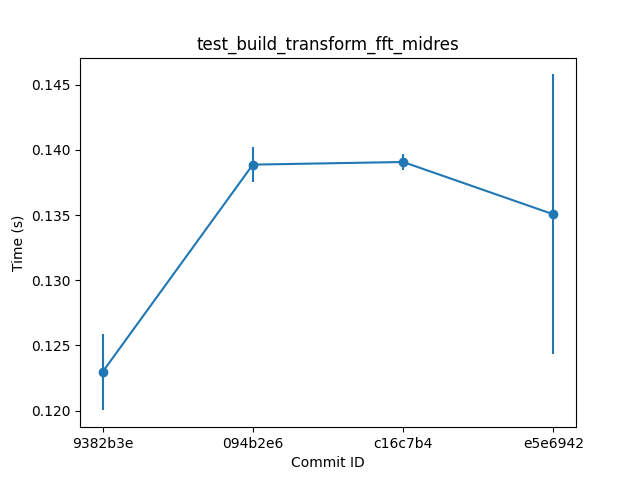 test_build_transform_fft_midres
Time (s)
0.145
0.140
0.135
0.130
0.125
0.120
9382b3e
094b2e6
c16c7b4
e5e6942
Commit ID